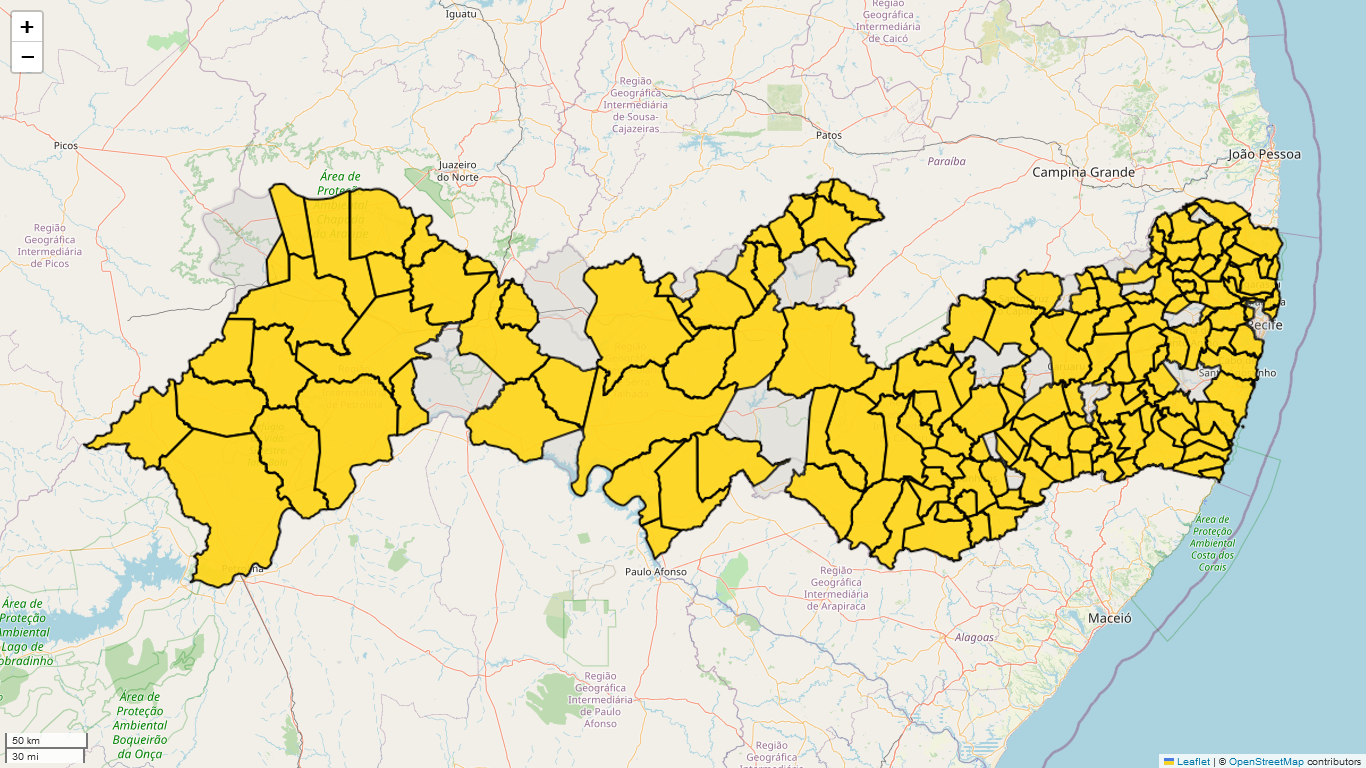 +
−
Iguatu
Região
Geográfica
Intermediária
de Caicó
Região
Geográfica
Intermediária
de Sousa-
Cajazeiras
Patos
Picos
Juazeiro
do Norte
Paraíba
João Pessoa
Campina Grande
Área de
Região
Geográfica
Intermediária
de Picos
Recife
Paulo Afonso
Região
Geográfica
Intermediária
de Arapiraca
Área de
Proteção
Ambiental
Costa dos
Corais
Maceió
Alagoas
Área de
Proteção
Ambiental
Lago de
obradinho
Área de
Proteção
Ambiental
Boqueirão
da Onça
Região
Geográfica
Intermediária
de Paulo
Afonso
Região
Geográfica
Intermediária
50 km
30 mi
Leaflet | © OpenStreetMap contributors